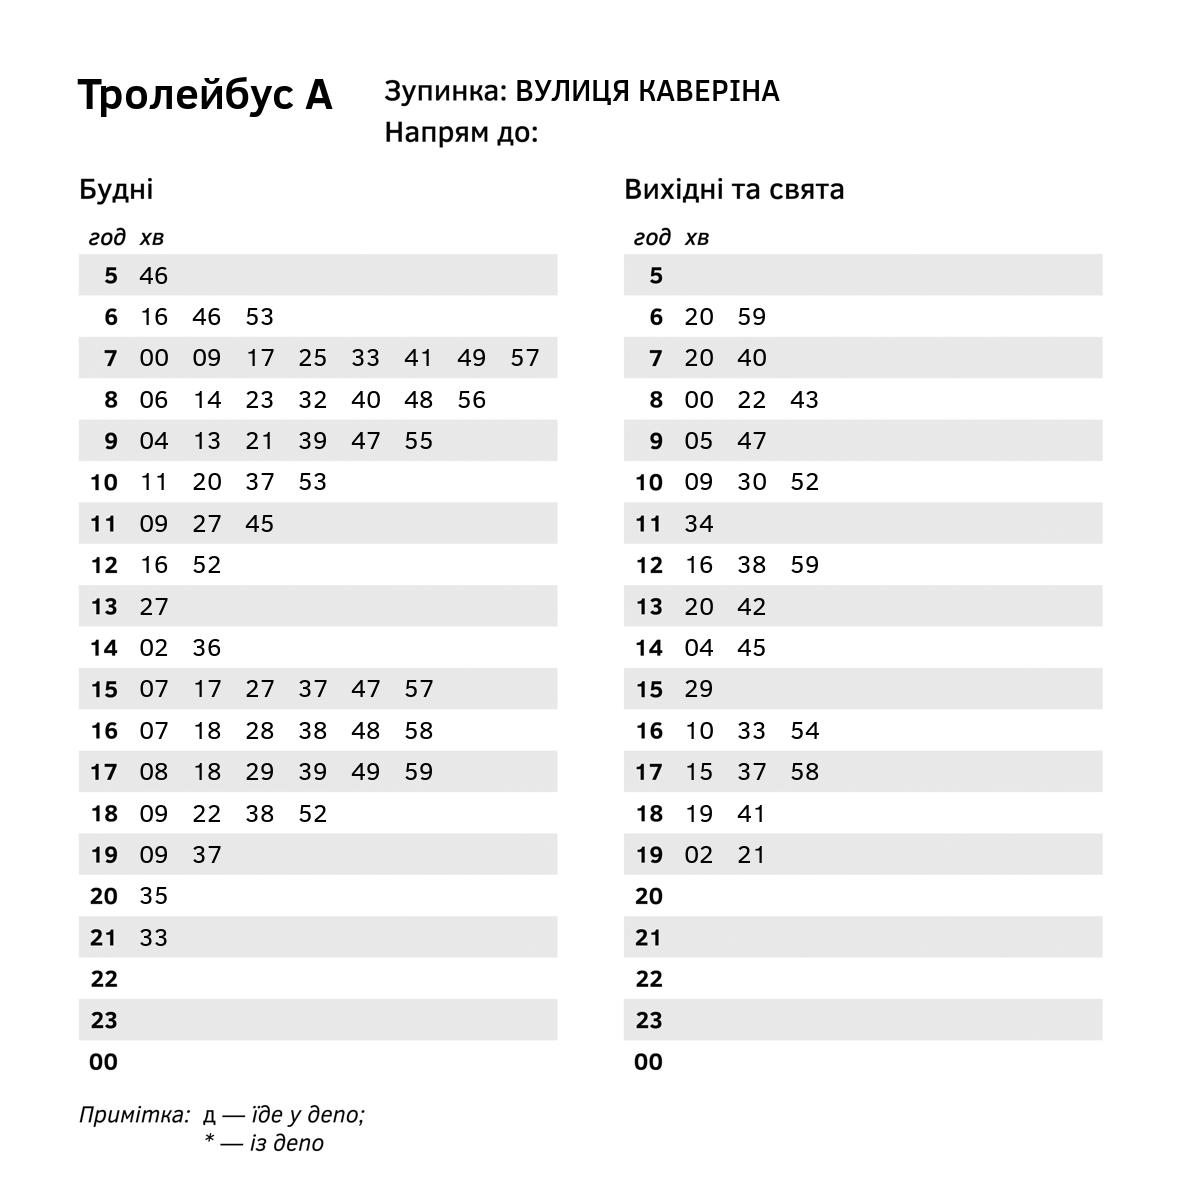 Тролейбус А
Зупинка: ВУЛИЦЯ КАВЕРІНА
Напрям до:
Будні
год хв
5 46
6 16 46 53
7 00 09 17 25 33 41 49 57
8 06 14 23 32 40 48 56
9 04 13 21 39 47 55
10 11 20 37 53
11 09 27 45
12 16 52
13 27
14 02 36
15 07 17 27 37 47 57
16 07 18 28 38 48 58
17 08 18 29 39 49 59
18 09 22 38 52
19 09 37
20 35
21 33
22
23
00
Вихідні та свята
год хв
5
6 20 59
7 20 40
8 00 22 43
9 05 47
10 09 30 52
11 34
12 16 38 59
13 20 42
14 04 45
15 29
16 10 33 54
17 15 37 58
18 19 41
19 02 21
20
21
22
23
00
Примітка: д — їде у депо;
* — із депо